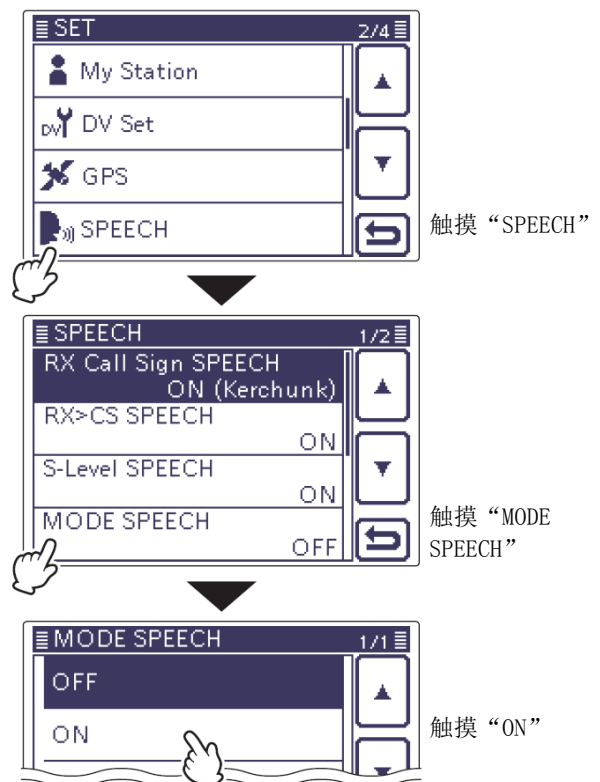 SET 2/4
My Station
DV DV Set
GPS
SPEECH
触摸“SPEECH”
SPEECH 1/2
RX Call Sign SPEECH
ON (Kerchunk)
RX>CS SPEECH
ON
S-Level SPEECH
ON
MODE SPEECH
OFF
触摸“MODE
SPEECH”
MODE SPEECH 1/1
OFF
ON
触摸“ON”